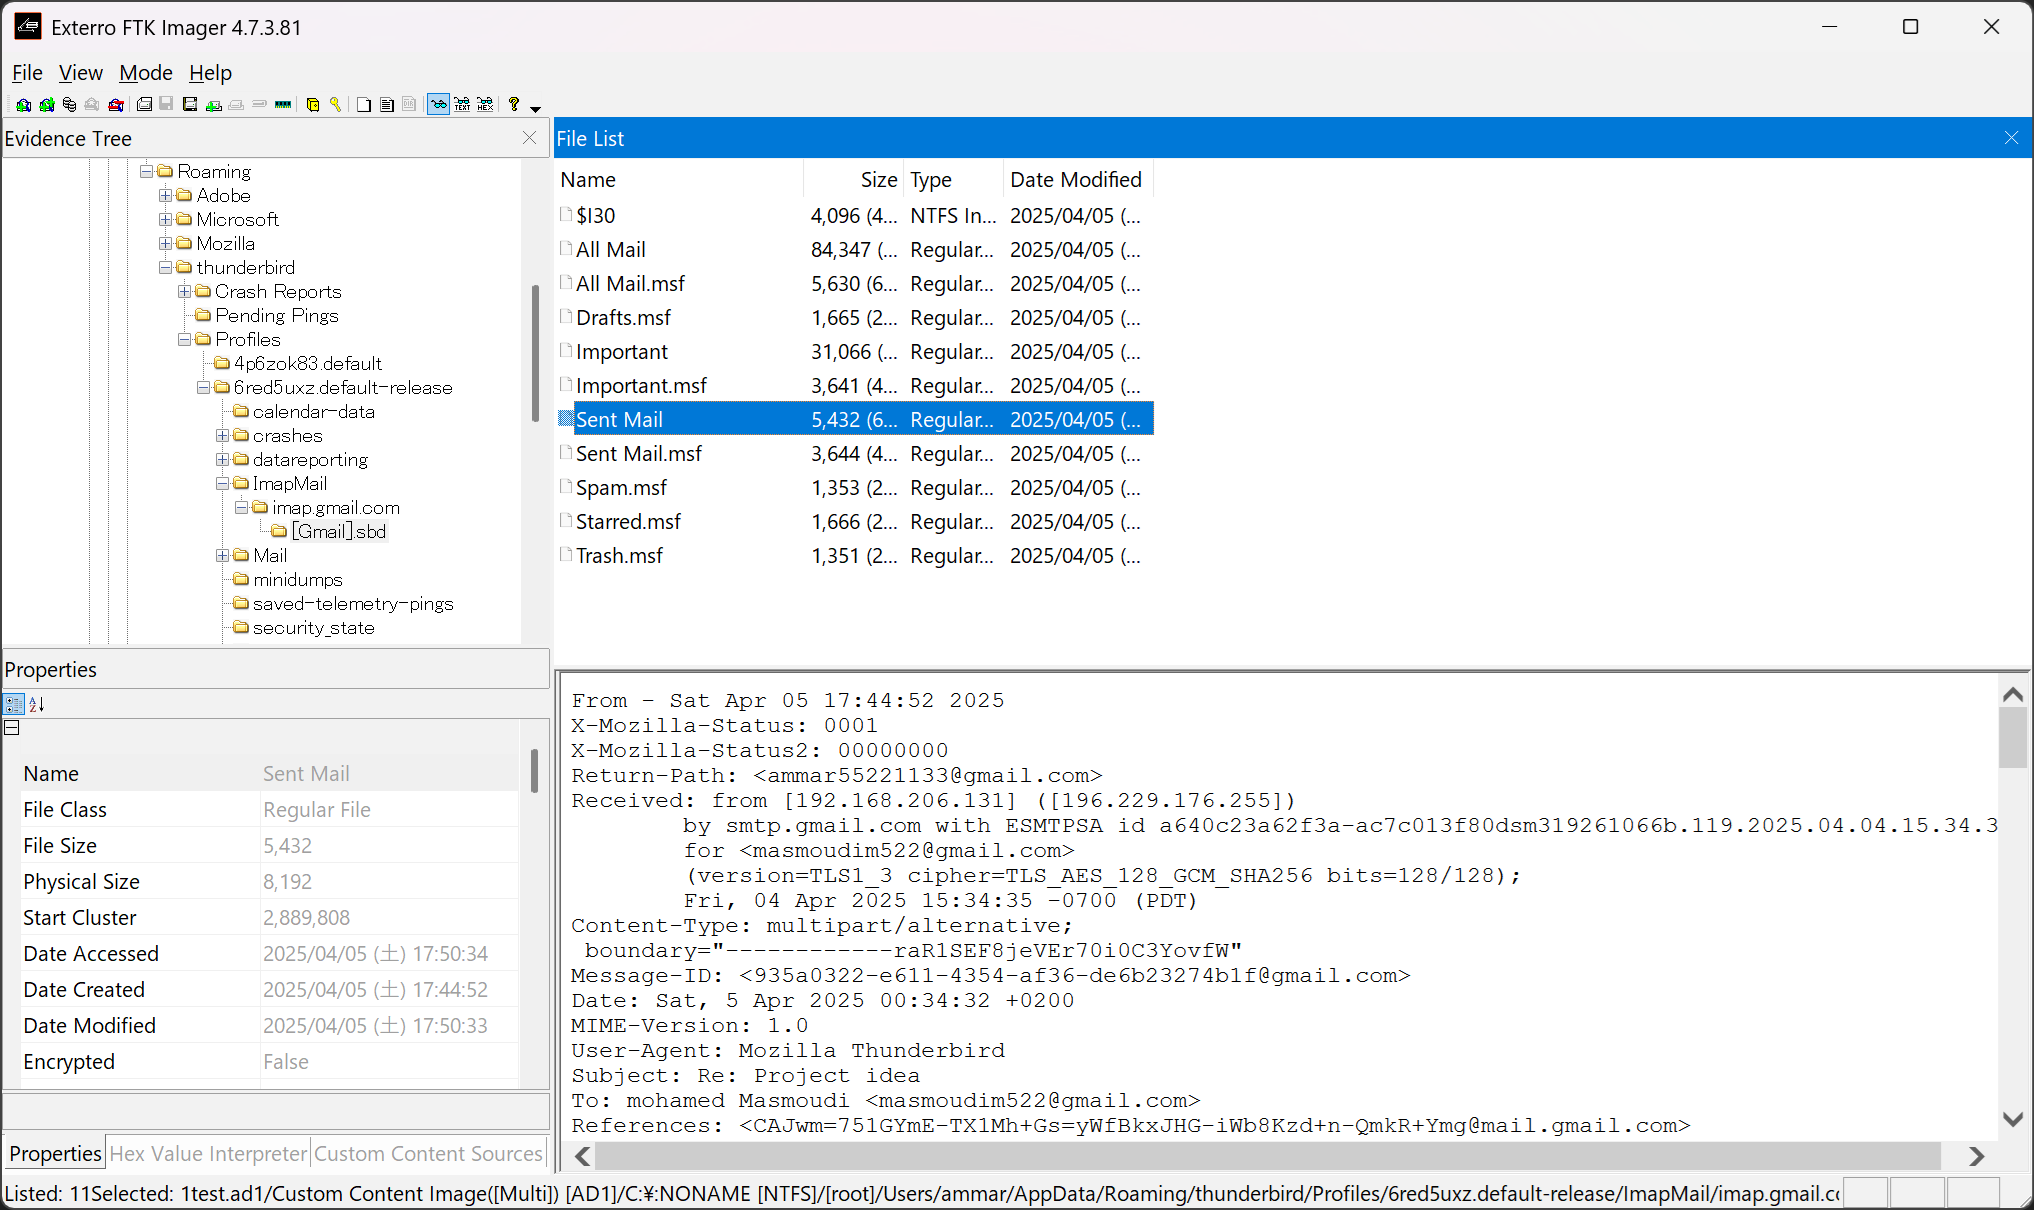 Exterro FTK Imager 4.7.3.81
File View Mode Help
Evidence Tree
Roaming
Adobe
Microsoft
Mozilla
thunderbird
Crash Reports
Pending Pings
Profiles
4p6zok83.default
6red5uxz.default-release
calendar-data
crashes
datareporting
ImapMail
imap.gmail.com
[Gmail].sbd
Mail
minidumps
saved-telemetry-pings
security_state
File List
Name Size Type Date Modified
$I30 4,096 (4... NTFS In... 2025/04/05 (...
All Mail 84,347 (... Regular... 2025/04/05 (...
All Mail.msf 5,630 (6... Regular... 2025/04/05 (...
Drafts.msf 1,665 (2... Regular... 2025/04/05 (...
Important 31,066 (... Regular... 2025/04/05 (...
Important.msf 3,641 (4... Regular... 2025/04/05 (...
Sent Mail 5,432 (6... Regular... 2025/04/05 (...
Sent Mail.msf 3,644 (4... Regular... 2025/04/05 (...
Spam.msf 1,353 (2... Regular... 2025/04/05 (...
Starred.msf 1,666 (2... Regular... 2025/04/05 (...
Trash.msf 1,351 (2... Regular... 2025/04/05 (...
Properties
Name Sent Mail
File Class Regular File
File Size 5,432
Physical Size 8,192
Start Cluster 2,889,808
Date Accessed 2025/04/05 (土) 17:50:34
Date Created 2025/04/05 (土) 17:44:52
Date Modified 2025/04/05 (土) 17:50:33
Encrypted False
Properties Hex Value Interpreter Custom Content Sources
From - Sat Apr 05 17:44:52 2025
X-Mozilla-Status: 0001
X-Mozilla-Status2: 00000000
Return-Path: <ammar55221133@gmail.com>
Received: from [192.168.206.131] ([196.229.176.255])
by smtp.gmail.com with ESMTPSA id a640c23a62f3a-ac7c013f80dsm319261066b.119.2025.04.04.15.34.3
for <masmoudim522@gmail.com>
(version=TLS1_3 cipher=TLS_AES_128_GCM_SHA256 bits=128/128);
Fri, 04 Apr 2025 15:34:35 -0700 (PDT)
Content-Type: multipart/alternative;
boundary="------------raR1SEF8jeVEr70i0C3YovfW"
Message-ID: <935a0322-e611-4354-af36-de6b23274b1f@gmail.com>
Date: Sat, 5 Apr 2025 00:34:32 +0200
MIME-Version: 1.0
User-Agent: Mozilla Thunderbird
Subject: Re: Project idea
To: mohamed Masmoudi <masmoudim522@gmail.com>
References: <CAJwm=751GYmE-TX1Mh+Gs=yWfBkxJHG-iWb8Kzd+n-QmkR+Ymg@mail.gmail.com>
Listed: 11Selected: 1test.ad1/Custom Content Image([Multi]) [AD1]/C:¥:NONAME [NTFS]/[root]/Users/ammar/AppData/Roaming/thunderbird/Profiles/6red5uxz.default-release/ImapMail/imap.gmail.c